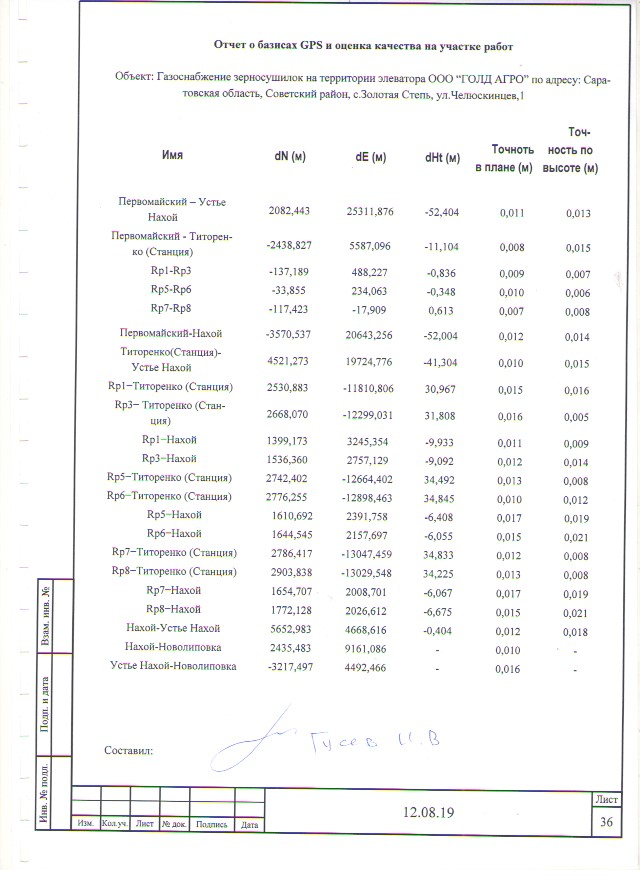 Отчет о базисах GPS и оценка качества на участке работ
Объект: Газоснабжение зерносушилок на территории элеватора ООО “ГОЛД АГРО” по адресу: Сара-
товская область, Советский район, с.Золотая Степь, ул.Челюскинцев,1
Имя dN (м) dE (м) dHt (м) Точноть в плане (м) Точ-
ность по
высоте (м)
Первомайский – Устье
Нахой 2082,443 25311,876 -52,404 0,011 0,013
Первомайский - Титорен-
ко (Станция) -2438,827 5587,096 -11,104 0,008 0,015
Rp1-Rp3 -137,189 488,227 -0,836 0,009 0,007
Rp5-Rp6 -33,855 234,063 -0,348 0,010 0,006
Rp7-Rp8 -117,423 -17,909 0,613 0,007 0,008
Первомайский-Нахой -3570,537 20643,256 -52,004 0,012 0,014
Титоренко(Станция)-
Устье Нахой 4521,273 19724,776 -41,304 0,010 0,015
Rp1−Титоренко (Станция) 2530,883 -11810,806 30,967 0,015 0,016
Rp3− Титоренко (Стан-
ция) 2668,070 -12299,031 31,808 0,016 0,005
Rp1−Нахой 1399,173 3245,354 -9,933 0,011 0,009
Rp3−Нахой 1536,360 2757,129 -9,092 0,012 0,014
Rp5−Титоренко (Станция) 2742,402 -12664,402 34,492 0,013 0,008
Rp6−Титоренко (Станция) 2776,255 -12898,463 34,845 0,010 0,012
Rp5−Нахой 1610,692 2391,758 -6,408 0,017 0,019
Rp6−Нахой 1644,545 2157,697 -6,055 0,015 0,021
Rp7−Титоренко (Станция) 2786,417 -13047,459 34,833 0,012 0,008
Rp8−Титоренко (Станция) 2903,838 -13029,548 34,225 0,013 0,008
Rp7−Нахой 1654,707 2008,701 -6,067 0,017 0,019
Rp8−Нахой 1772,128 2026,612 -6,675 0,015 0,021
Нахой-Устье Нахой 5652,983 4668,616 -0,404 0,012 0,018
Нахой-Новолиповка 2435,483 9161,086 - 0,010 -
Устье Нахой-Новолиповка -3217,497 4492,466 - 0,016 -
Составил: Гусев И.В
Взам. инв. №
Подп. и дата
Инв. № подл.
Изм. Кол.уч. Лист № док. Подпись Дата
12.08.19
Лист
36